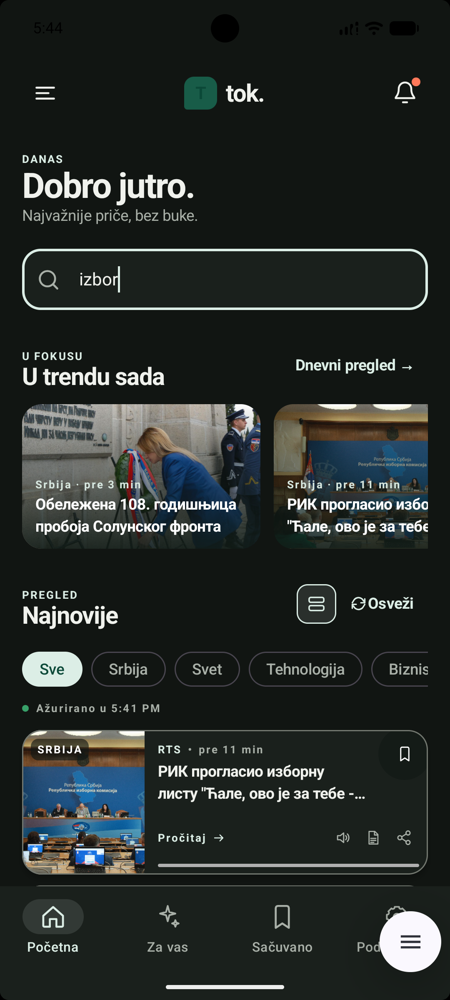 5:44
T
tok.
DANAS
Dobro jutro.
Najvažnije priče, bez buke.
izbor
U FOKUSU
U trendu sada
Dnevni pregled →
Srbija · pre 3 min
Обележена 108. годишњица
пробоја Солунског фронта
Република Србија
Републичка изборна комисија
Srbija · pre 11 min
РИК прогласио избо
"Ћале, ово је за тебе
PREGLED
Najnovije
Osveži
Sve
Srbija
Svet
Tehnologija
Biznis
Ažurirano u 5:41 PM
SRBIJA
Република Србија
Републичка изборна комисија
RTS • pre 11 min
РИК прогласио изборну
листу "Ћале, ово је за тебе -...
Pročitaj →
Početna
Za vas
Sačuvano
Pod